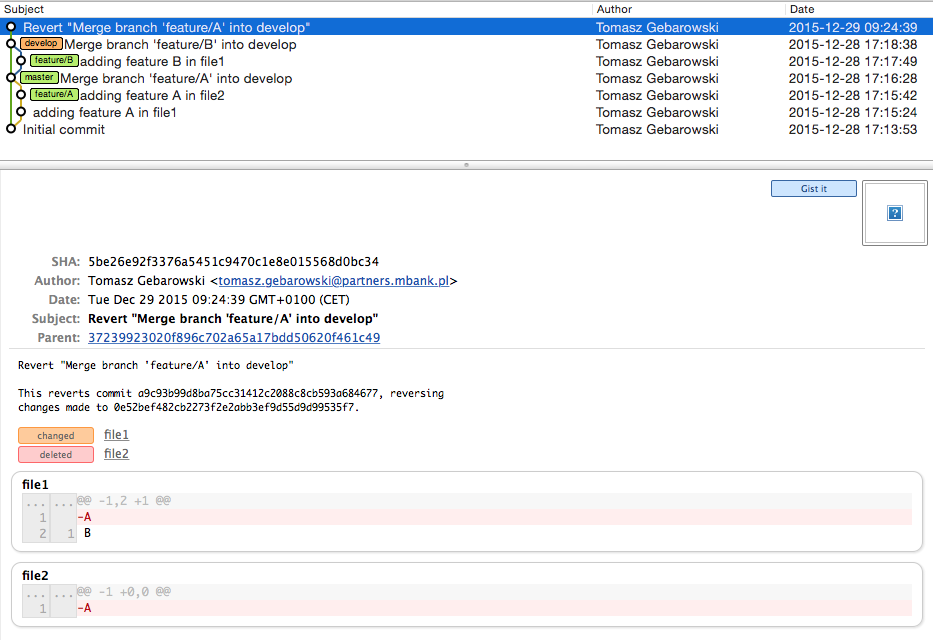 Subject Author Date
Revert "Merge branch 'feature/A' into develop" Tomasz Gebarowski 2015-12-29 09:24:39
develop Merge branch 'feature/B' into develop Tomasz Gebarowski 2015-12-28 17:18:38
feature/B adding feature B in file1 Tomasz Gebarowski 2015-12-28 17:17:49
master Merge branch 'feature/A' into develop Tomasz Gebarowski 2015-12-28 17:16:28
feature/A adding feature A in file2 Tomasz Gebarowski 2015-12-28 17:15:42
adding feature A in file1 Tomasz Gebarowski 2015-12-28 17:15:24
Initial commit Tomasz Gebarowski 2015-12-28 17:13:53
Gist it
?
SHA: 5be26e92f3376a5451c9470c1e8e015568d0bc34
Author: Tomasz Gebarowski <tomasz.gebarowski@partners.mbank.pl>
Date: Tue Dec 29 2015 09:24:39 GMT+0100 (CET)
Subject: Revert "Merge branch 'feature/A' into develop"
Parent: 37239923020f896c702a65a17bdd50620f461c49
Revert "Merge branch 'feature/A' into develop"
This reverts commit a9c93b99d8ba75cc31412c2088c8cb593a684677, reversing
changes made to 0e52bef482cb2273f2e2abb3ef9d55d9d99535f7.
changed file1
deleted file2
file1
... ... @@ -1,2 +1 @@
1 -A
2 1 B
file2
... ... @@ -1 +0,0 @@
1 -A